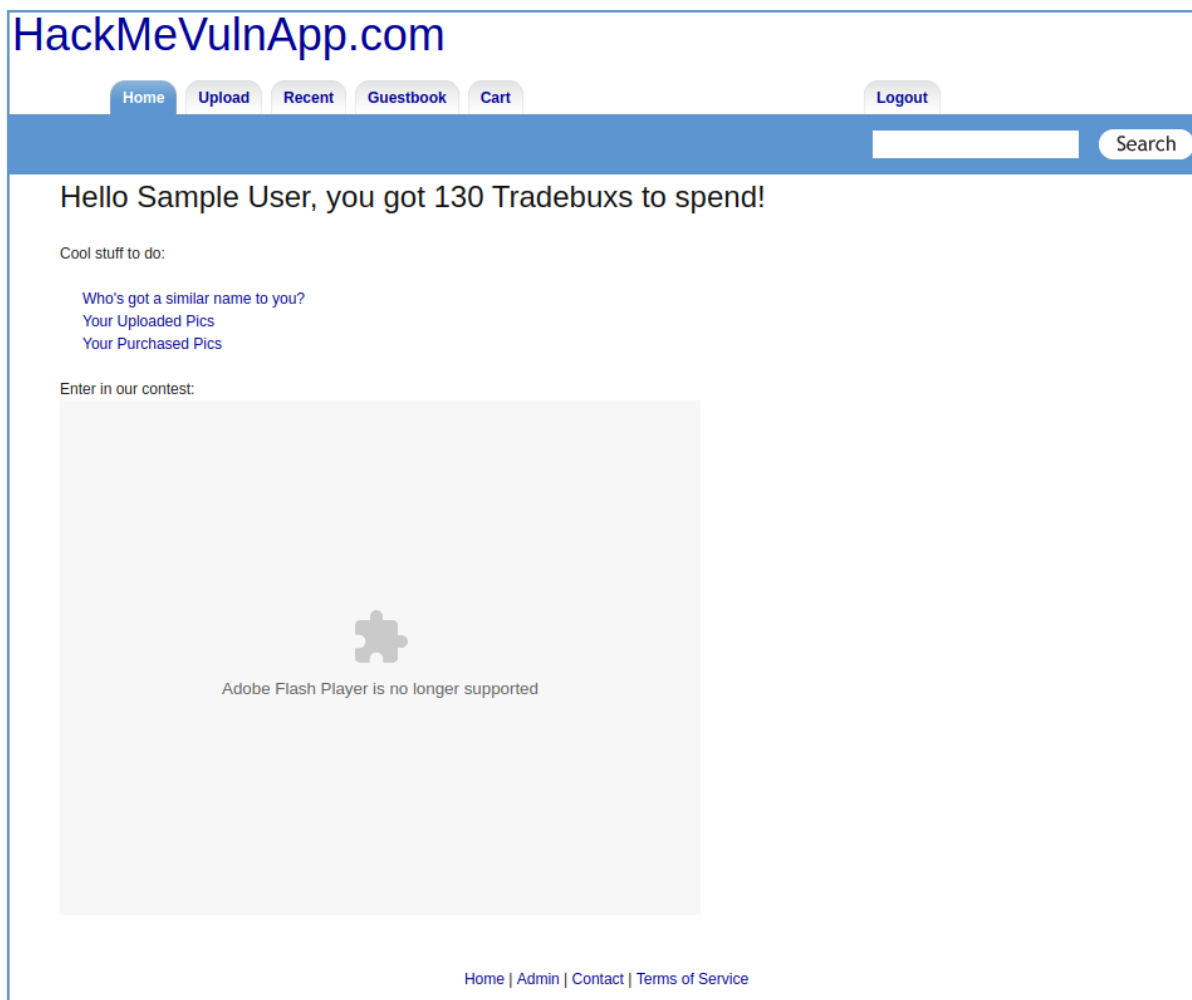 HackMeVulnApp.com
Home Upload Recent Guestbook Cart Logout
Search
Hello Sample User, you got 130 Tradebuxs to spend!
Cool stuff to do:
Who's got a similar name to you?
Your Uploaded Pics
Your Purchased Pics
Enter in our contest:
Adobe Flash Player is no longer supported
Home | Admin | Contact | Terms of Service